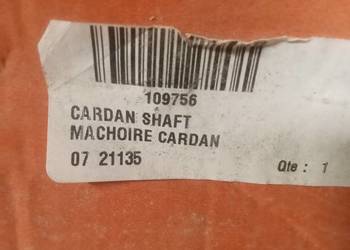 109756
CARDAN SHAFT
MACHOIRE CARDAN
07 21135 Qte : 1